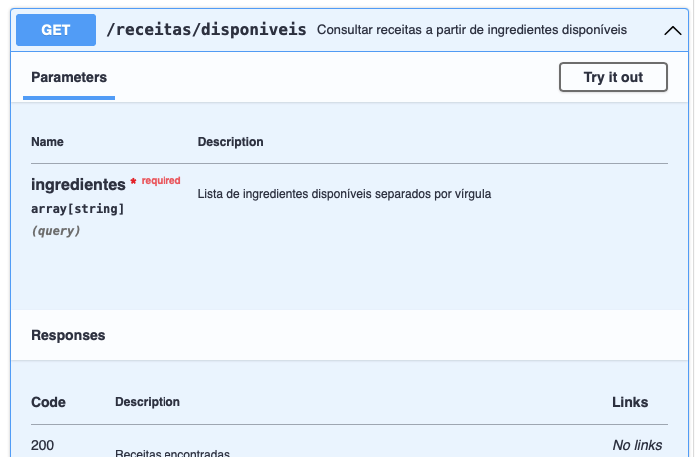 GET /receitas/disponiveis Consultar receitas a partir de ingredientes disponíveis
Parameters Try it out
Name Description
ingredientes * required
Lista de ingredientes disponíveis separados por vírgula
array[string]
(query)
Responses
Code Description Links
200 Receitas encontradas No links